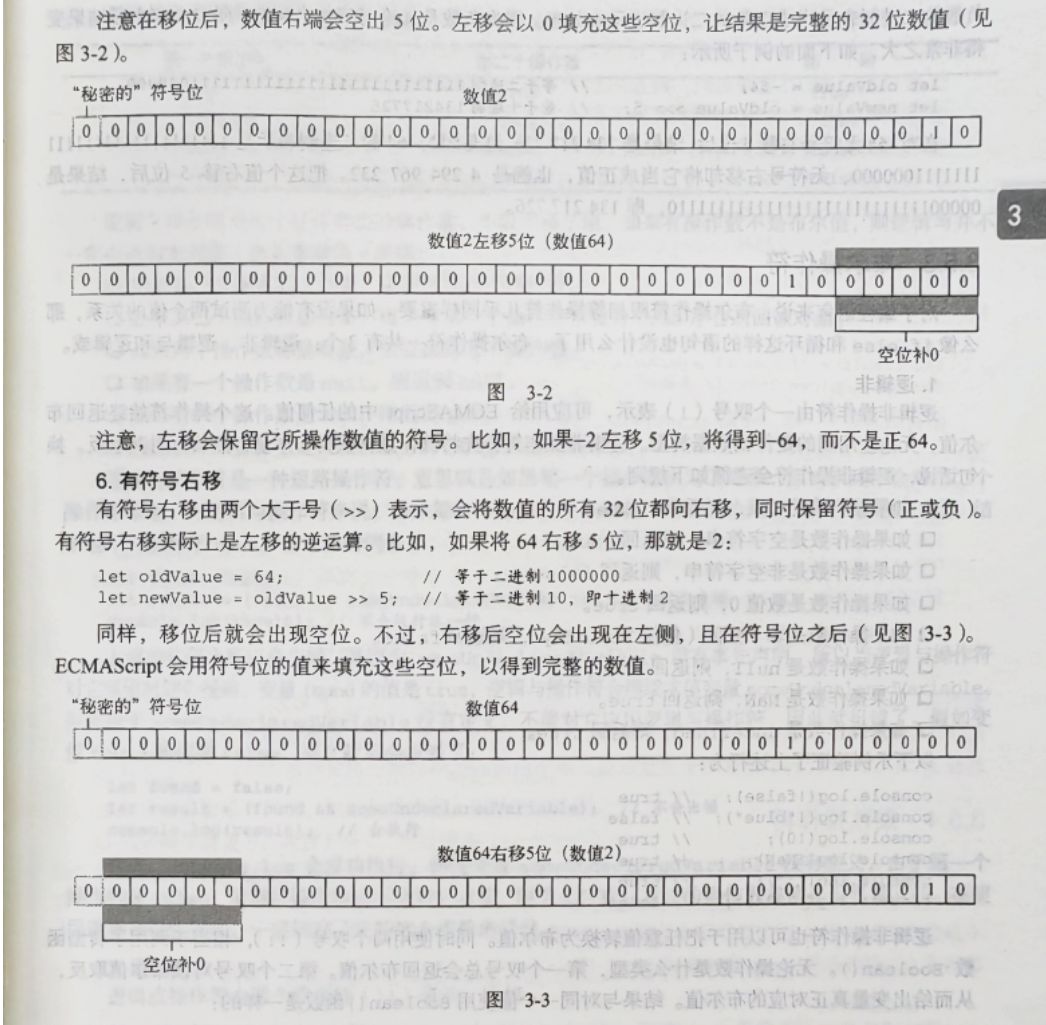 注意在移位后，数值右端会空出 5 位。左移会以 0 填充这些空位，让结果是完整的 32 位数值（见
图 3-2）。
“秘密的”符号位
数值2
0 0 0 0 0 0 0 0 0 0 0 0 0 0 0 0 0 0 0 0 0 0 0 0 0 0 0 0 0 0 1 0
3
数值2左移5位（数值64）
0 0 0 0 0 0 0 0 0 0 0 0 0 0 0 0 0 0 0 0 0 0 0 0 0 1 0 0 0 0 0 0
空位补0
图 3-2
注意，左移会保留它所操作数值的符号。比如，如果–2 左移 5 位，将得到–64，而不是正 64。
6. 有符号右移
有符号右移由两个大于号（>>）表示，会将数值的所有 32 位都向右移，同时保留符号（正或负）。
有符号右移实际上是左移的逆运算。比如，如果将 64 右移 5 位，那就是 2：
let oldValue = 64; // 等于二进制 1000000
let newValue = oldValue >> 5; // 等于二进制 10，即十进制 2
同样，移位后就会出现空位。不过，右移后空位会出现在左侧，且在符号位之后（见图 3-3）。
ECMAScript 会用符号位的值来填充这些空位，以得到完整的数值。
“秘密的”符号位
数值64
0 0 0 0 0 0 0 0 0 0 0 0 0 0 0 0 0 0 0 0 0 0 0 0 0 1 0 0 0 0 0 0
数值64右移5位（数值2）
0 0 0 0 0 0 0 0 0 0 0 0 0 0 0 0 0 0 0 0 0 0 0 0 0 0 0 0 0 0 1 0
空位补0
图 3-3